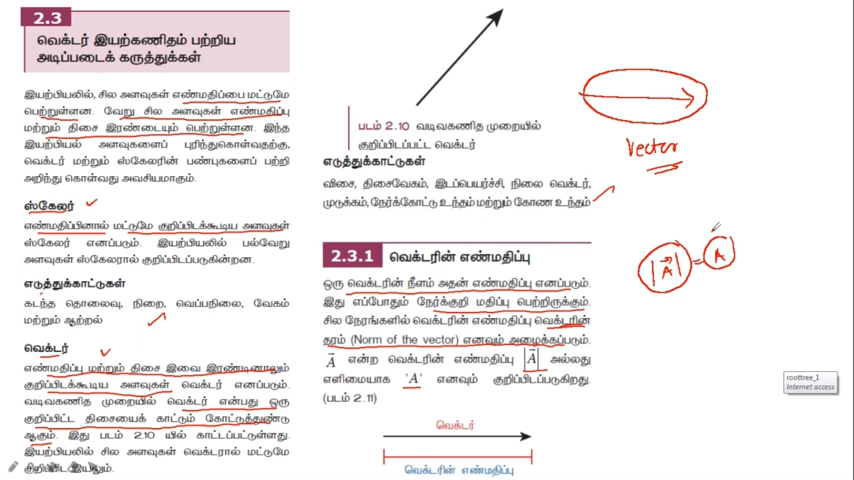 2.3
வெக்டர் இயற்கணிதம் பற்றிய
அடிப்படைக் கருத்துக்கள்
இயற்பியலில், சில அளவுகள் எண்மதிப்பை மட்டுமே
பெற்றுள்ளன. வேறு சில அளவுகள் எண்மதிப்பு
மற்றும் திசை இரண்டையும் பெற்றுள்ளன. இந்த
இயற்பியல் அளவுகளைப் புரிந்துகொள்வதற்கு,
வெக்டர் மற்றும் ஸ்கேலரின் பண்புகளைப் பற்றி
அறிந்து கொள்வது அவசியமாகும்.
ஸ்கேலர்
எண்மதிப்பினால் மட்டுமே குறிப்பிடக்கூடிய அளவுகள்
ஸ்கேலர் எனப்படும். இயற்பியலில் பல்வேறு
அளவுகள் ஸ்கேலரால் குறிப்பிடப்படுகின்றன.
எடுத்துக்காட்டுகள்
கடந்த தொலைவு, நிறை, வெப்பநிலை, வேகம்
மற்றும் ஆற்றல்
வெக்டர்
எண்மதிப்பு மற்றும் திசை இவை இரண்டினாலும்
குறிப்பிடக்கூடிய அளவுகள் வெக்டர் எனப்படும்.
வடிவகணித முறையில் வெக்டர் என்பது ஒரு
குறிப்பிட்ட திசையைக் காட்டும் கோட்டுத்துண்டு
ஆகும். இது படம் 2.10 யில் காட்டப்பட்டுள்ளது.
இயற்பியலில் சில அளவுகள் வெக்டரால் மட்டுமே
குறிப்பிட இயலும்.
படம் 2.10 வடிவகணித முறையில்
குறிப்பிடப்பட்ட வெக்டர்
எடுத்துக்காட்டுகள்
விசை, திசைவேகம், இடப்பெயர்ச்சி, நிலை வெக்டர்,
முடுக்கம், நேர்க்கோட்டு உந்தம் மற்றும் கோண உந்தம்
2.3.1 வெக்டரின் எண்மதிப்பு
ஒரு வெக்டரின் நீளம் அதன் எண்மதிப்பு எனப்படும்.
இது எப்போதும் நேர்க்குறி மதிப்பு பெற்றிருக்கும்.
சில நேரங்களில் வெக்டரின் எண்மதிப்பு வெக்டரின்
தரம் (Norm of the vector) எனவும் அழைக்கப்படும்.
A⃗ என்ற வெக்டரின் எண்மதிப்பு |A⃗| அல்லது
எளிமையாக 'A' எனவும் குறிப்பிடப்படுகிறது.
(படம் 2.11)
வெக்டர்
வெக்டரின் எண்மதிப்பு
Vector
|A⃗| = A
roottree_1
Internet access